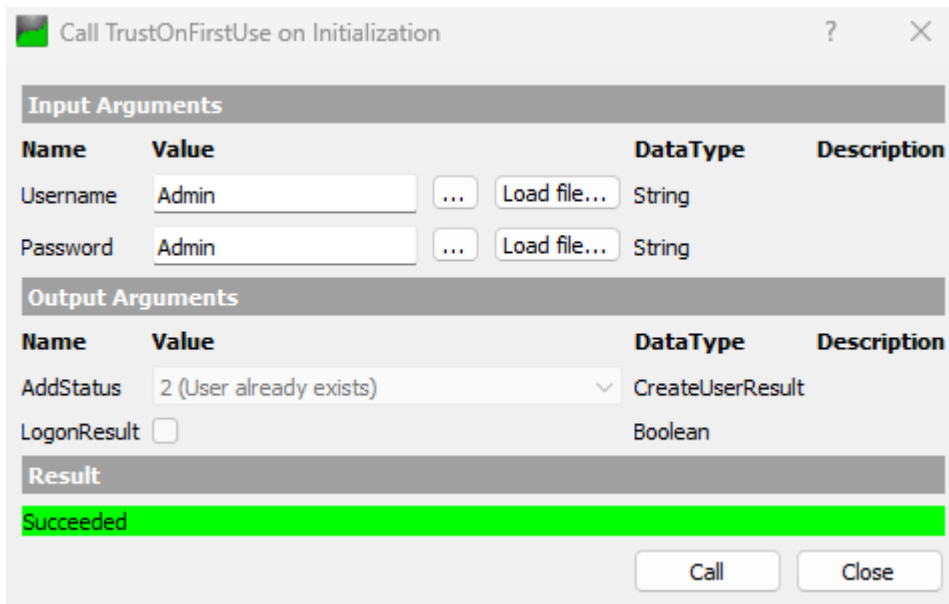 Call TrustOnFirstUse on Initialization ?
Input Arguments
Name Value DataType Description
Username Admin ... Load file... String
Password Admin ... Load file... String
Output Arguments
Name Value DataType Description
AddStatus 2 (User already exists) CreateUserResult
LogonResult Boolean
Result
Succeeded
Call Close